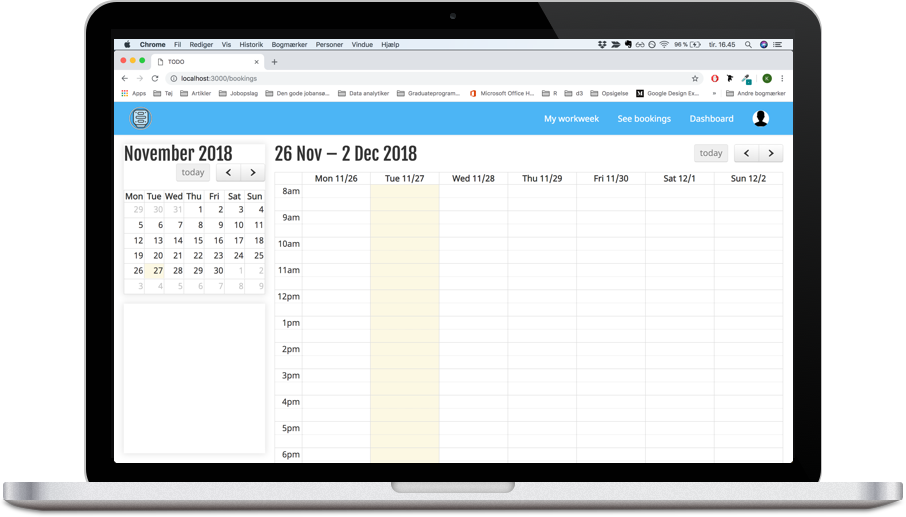 Chrome Fil Rediger Vis Historik Bogmærker Personer Vindue Hjælp 96 % tir. 16.45
TODO
localhost:3000/bookings
K
Apps Tøj Artikler Jobopslag Den gode jobansø... Data analytiker Graduateprogram... Microsoft Office H... R d3 Opsigelse M Google Design Ex... » Andre bogmærker
My workweek See bookings Dashboard
November 2018
today
Mon Tue Wed Thu Fri Sat Sun
29 30 31 1 2 3 4
5 6 7 8 9 10 11
12 13 14 15 16 17 18
19 20 21 22 23 24 25
26 27 28 29 30 1 2
3 4 5 6 7 8 9
26 Nov – 2 Dec 2018
today
Mon 11/26 Tue 11/27 Wed 11/28 Thu 11/29 Fri 11/30 Sat 12/1 Sun 12/2
8am
9am
10am
11am
12pm
1pm
2pm
3pm
4pm
5pm
6pm